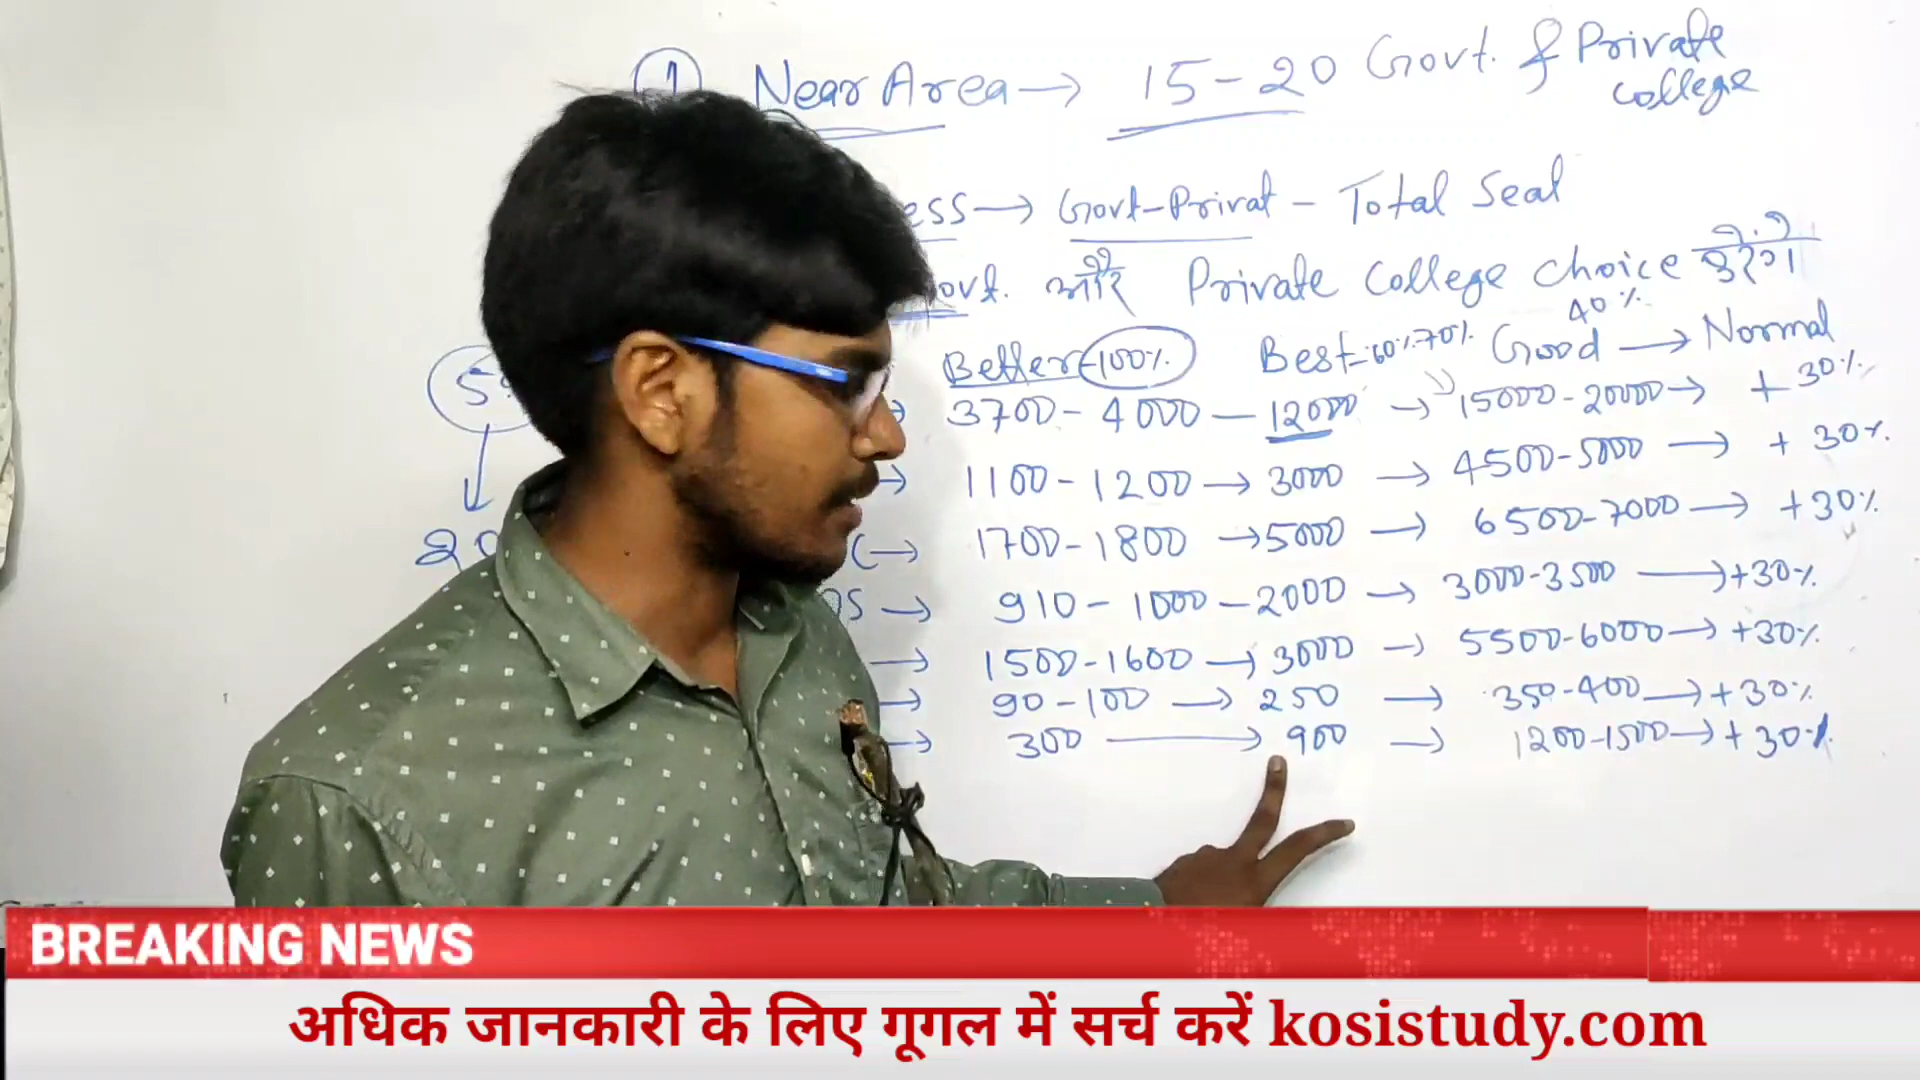 1 Near Area → 15-20 Govt. & Private College
ess → Govt-Privat - Total Seat
ovt. और Private College choice करेगा
Better-100% Best-60%-70% Good 40% → Normal
→ 3700-4000 - 12000 → 15000-20000 → +30%
→ 1100-1200 → 3000 → 4500-5000 → +30%
C → 1700-1800 → 5000 → 6500-7000 → +30%
→ 910-1000 - 2000 → 3000-3500 → +30%
→ 1500-1600 → 3000 → 5500-6000 → +30%
→ 90-100 → 250 → 350-400 → +30%
→ 300 → 900 → 1200-1500 → +30%
BREAKING NEWS
अधिक जानकारी के लिए गूगल में सर्च करें kosistudy.com